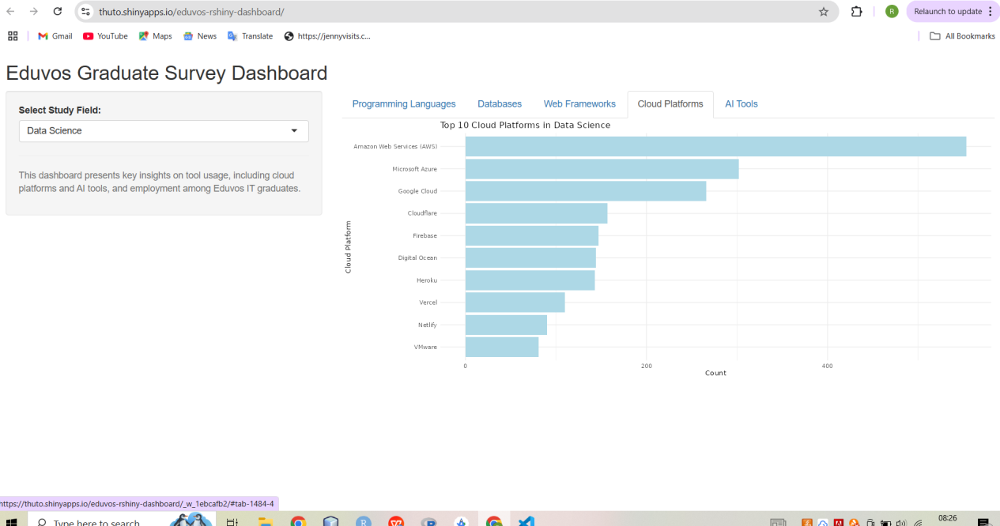 thuto.shinyapps.io/eduvos-rshiny-dashboard/
R
Relaunch to update
Gmail
YouTube
Maps
News
Translate
https://jennyvisits.c...
All Bookmarks
Eduvos Graduate Survey Dashboard
Select Study Field:
Data Science
This dashboard presents key insights on tool usage, including cloud
platforms and AI tools, and employment among Eduvos IT graduates.
Programming Languages
Databases
Web Frameworks
Cloud Platforms
AI Tools
Top 10 Cloud Platforms in Data Science
Cloud Platform
Amazon Web Services (AWS)
Microsoft Azure
Google Cloud
Cloudflare
Firebase
Digital Ocean
Heroku
Vercel
Netlify
VMware
0 200 400
Count
https://thuto.shinyapps.io/eduvos-rshiny-dashboard/_w_1ebcafb2/#tab-1484-4
Type here to search
08:26